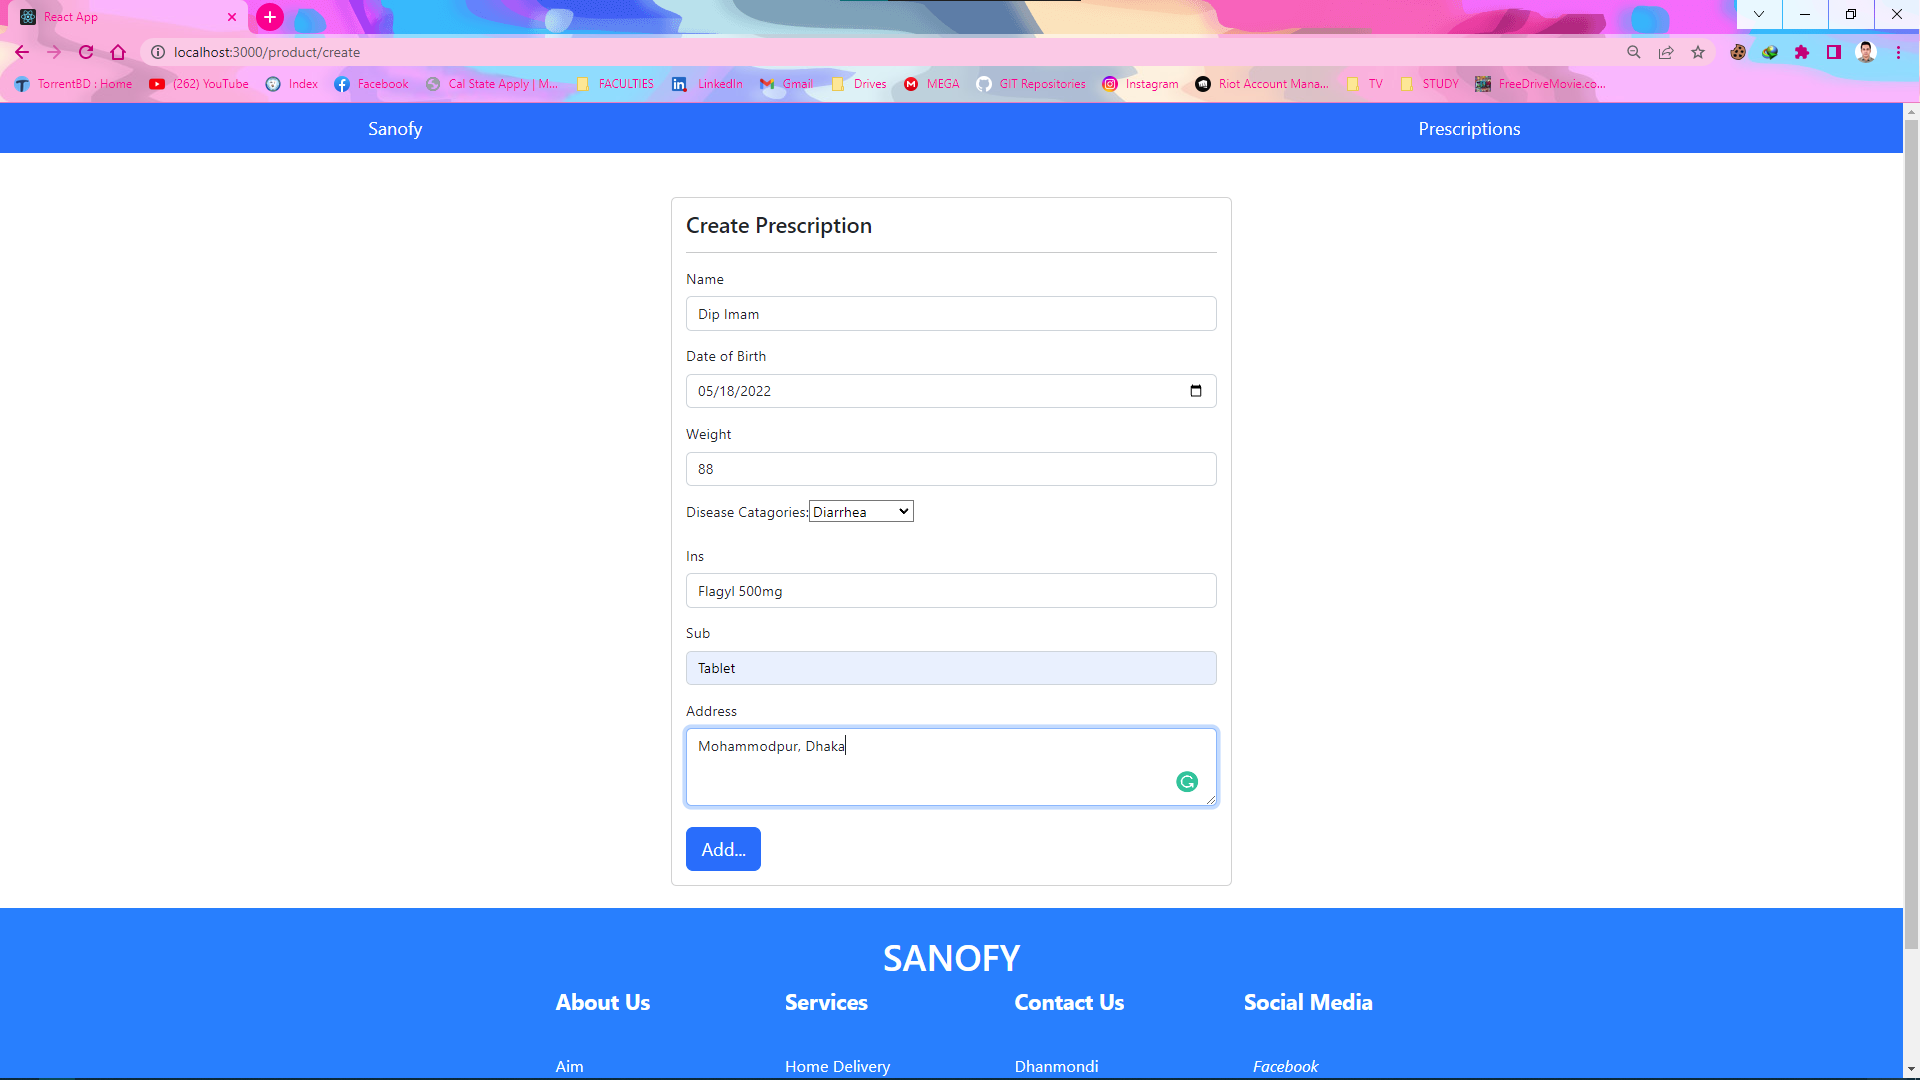 React App
localhost:3000/product/create
TorrentBD : Home
(262) YouTube
Index
Facebook
Cal State Apply | M...
FACULTIES
LinkedIn
Gmail
Drives
MEGA
GIT Repositories
Instagram
Riot Account Mana...
TV
STUDY
FreeDriveMovie.co...
Sanofy
Prescriptions
Create Prescription
Name
Dip Imam
Date of Birth
05/18/2022
Weight
88
Disease Catagories: Diarrhea
Ins
Flagyl 500mg
Sub
Tablet
Address
Mohammodpur, Dhaka
Add...
SANOFY
About Us
Services
Contact Us
Social Media
Aim
Home Delivery
Dhanmondi
Facebook